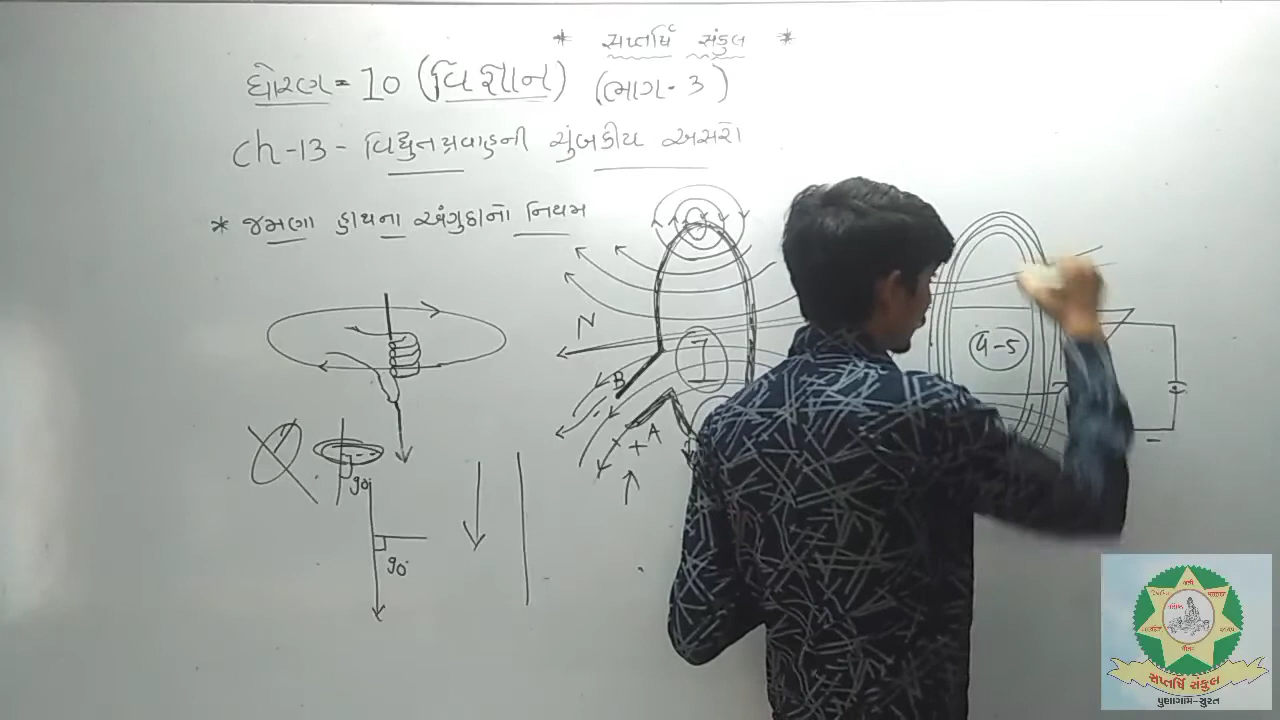 * સપ્તર્ષિ સંકુલ *
ધોરણ = 10 (વિજ્ઞાન) (ભાગ - 3)
ch-13 - વિદ્યુતપ્રવાહની ચુંબકીય અસરો
* જમણા હાથના અંગુઠાનો નિયમ
N
B
I
A
+
90°
90°
-
સપ્તર્ષિ સંકુલ
પુણાગામ-સુરત